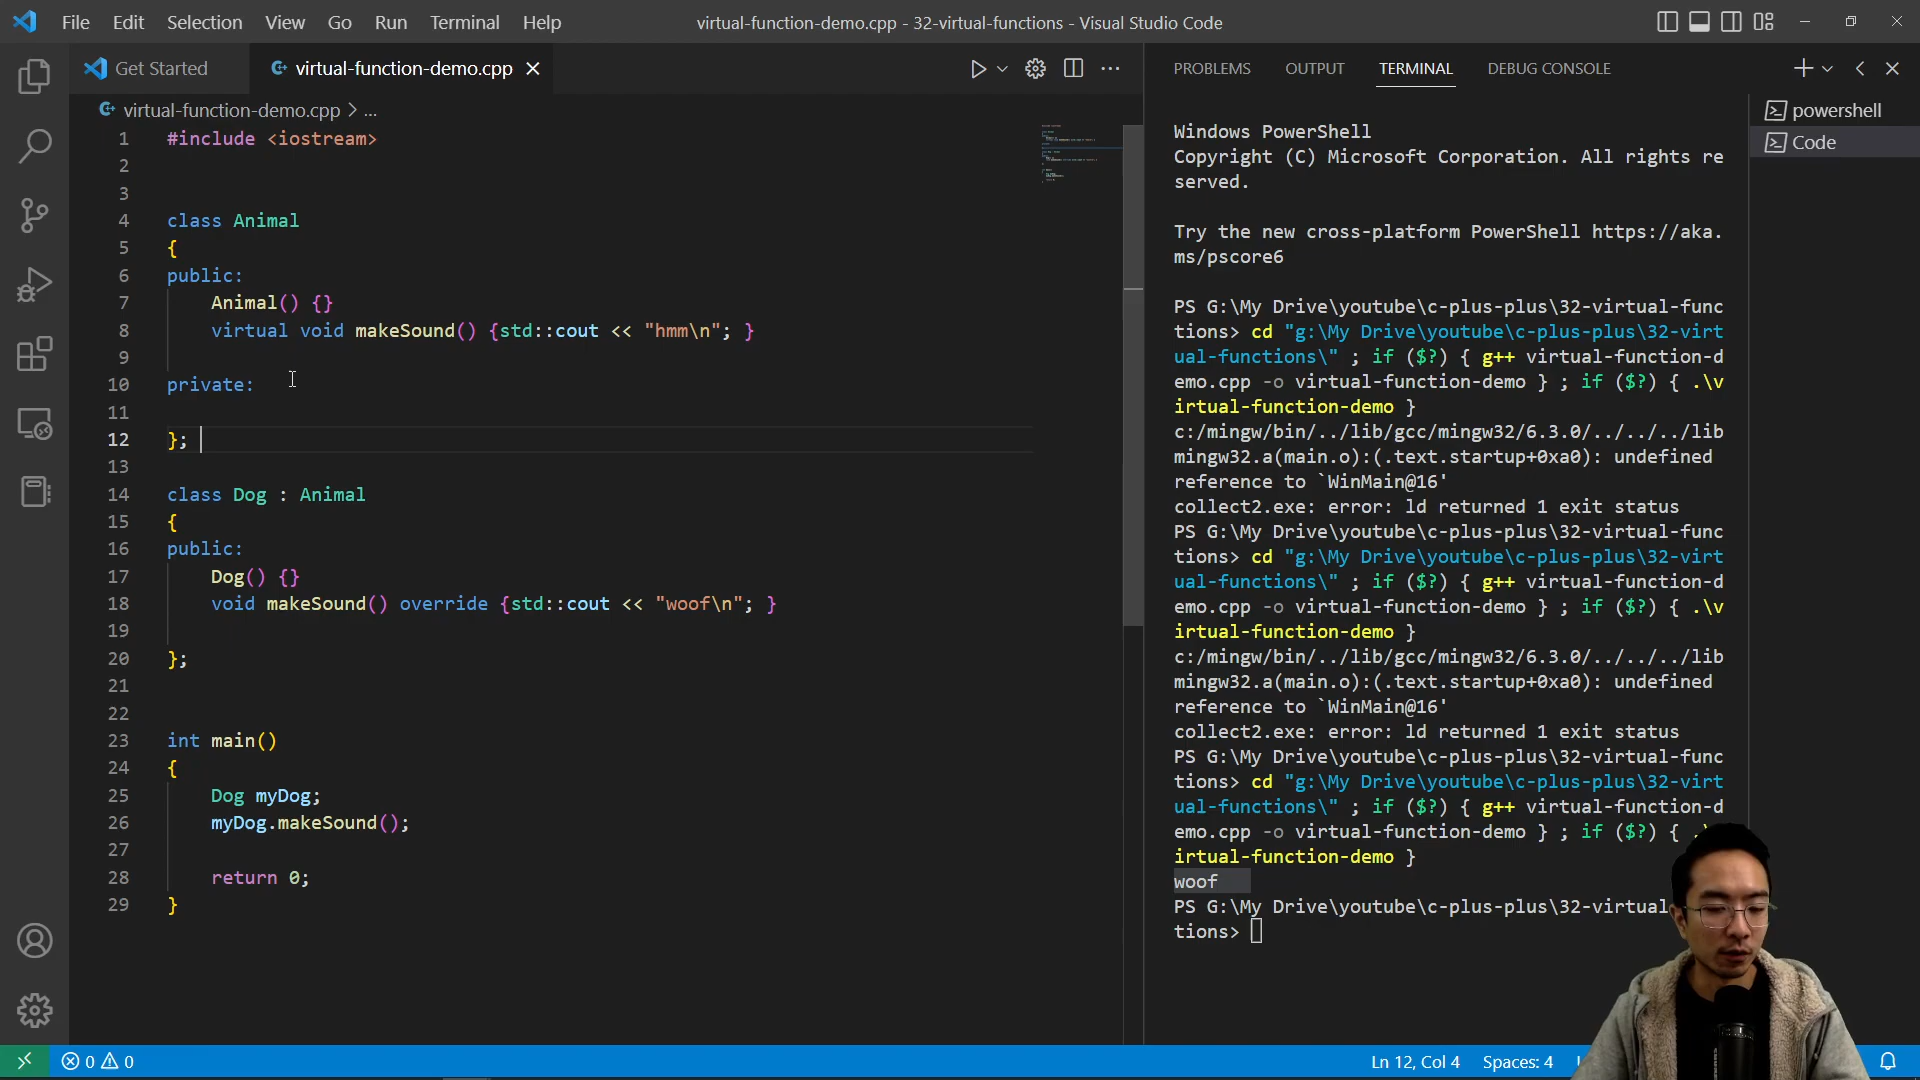 File Edit Selection View Go Run Terminal Help
virtual-function-demo.cpp - 32-virtual-functions - Visual Studio Code
Get Started
virtual-function-demo.cpp
virtual-function-demo.cpp > ...
1 #include <iostream>
2
3
4 class Animal
5 {
6 public:
7 Animal() {}
8 virtual void makeSound() {std::cout << "hmm\n"; }
9
10 private:
11
12 };
13
14 class Dog : Animal
15 {
16 public:
17 Dog() {}
18 void makeSound() override {std::cout << "woof\n"; }
19
20 };
21
22
23 int main()
24 {
25 Dog myDog;
26 myDog.makeSound();
27
28 return 0;
29 }
PROBLEMS OUTPUT TERMINAL DEBUG CONSOLE
Windows PowerShell
Copyright (C) Microsoft Corporation. All rights re
served.
Try the new cross-platform PowerShell https://aka.
ms/pscore6
PS G:\My Drive\youtube\c-plus-plus\32-virtual-func
tions> cd "g:\My Drive\youtube\c-plus-plus\32-virt
ual-functions\" ; if ($?) { g++ virtual-function-d
emo.cpp -o virtual-function-demo } ; if ($?) { .\v
irtual-function-demo }
c:/mingw/bin/../lib/gcc/mingw32/6.3.0/../../../lib
mingw32.a(main.o):(.text.startup+0xa0): undefined
reference to `WinMain@16'
collect2.exe: error: ld returned 1 exit status
PS G:\My Drive\youtube\c-plus-plus\32-virtual-func
tions> cd "g:\My Drive\youtube\c-plus-plus\32-virt
ual-functions\" ; if ($?) { g++ virtual-function-d
emo.cpp -o virtual-function-demo } ; if ($?) { .\v
irtual-function-demo }
c:/mingw/bin/../lib/gcc/mingw32/6.3.0/../../../lib
mingw32.a(main.o):(.text.startup+0xa0): undefined
reference to `WinMain@16'
collect2.exe: error: ld returned 1 exit status
PS G:\My Drive\youtube\c-plus-plus\32-virtual-func
tions> cd "g:\My Drive\youtube\c-plus-plus\32-virt
ual-functions\" ; if ($?) { g++ virtual-function-d
emo.cpp -o virtual-function-demo } ; if ($?) { .
irtual-function-demo }
woof
PS G:\My Drive\youtube\c-plus-plus\32-virtual
tions>
powershell
Code
0 0
Ln 12, Col 4 Spaces: 4